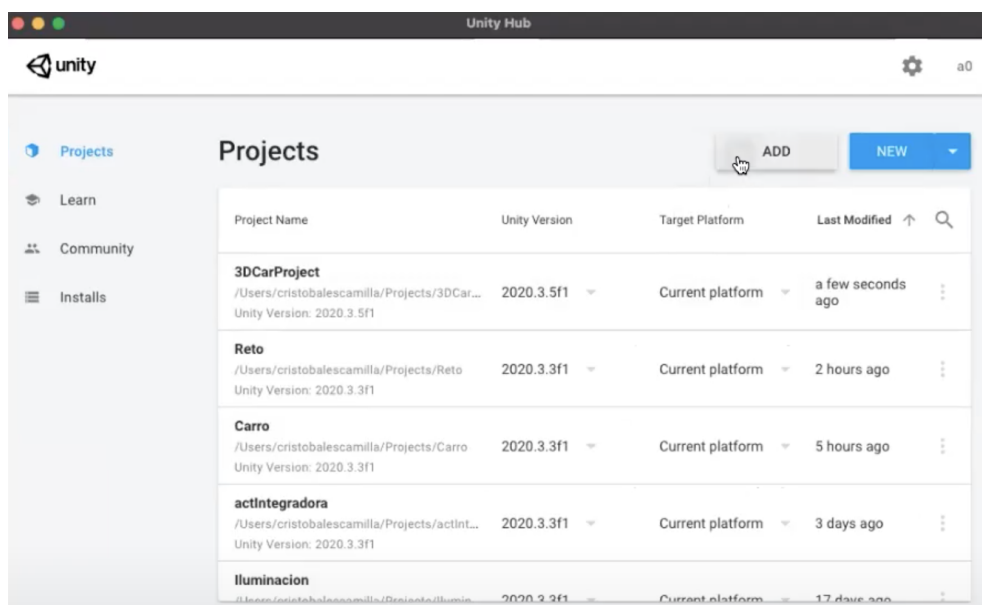 Unity Hub
unity
a0
Projects
Learn
Community
Installs
Projects
ADD
NEW
Project Name Unity Version Target Platform Last Modified
3DCarProject
/Users/cristobalescamilla/Projects/3DCar...
Unity Version: 2020.3.5f1
2020.3.5f1 Current platform
a few seconds
ago
Reto
/Users/cristobalescamilla/Projects/Reto
Unity Version: 2020.3.3f1
2020.3.3f1 Current platform 2 hours ago
Carro
/Users/cristobalescamilla/Projects/Carro
Unity Version: 2020.3.3f1
2020.3.3f1 Current platform 5 hours ago
actIntegradora
/Users/cristobalescamilla/Projects/actInt...
Unity Version: 2020.3.3f1
2020.3.3f1 Current platform 3 days ago
Iluminacion
/Users/cristobalescamilla/Projects/Ilumin...
2020.3.3f1 Current platform 17 days ago